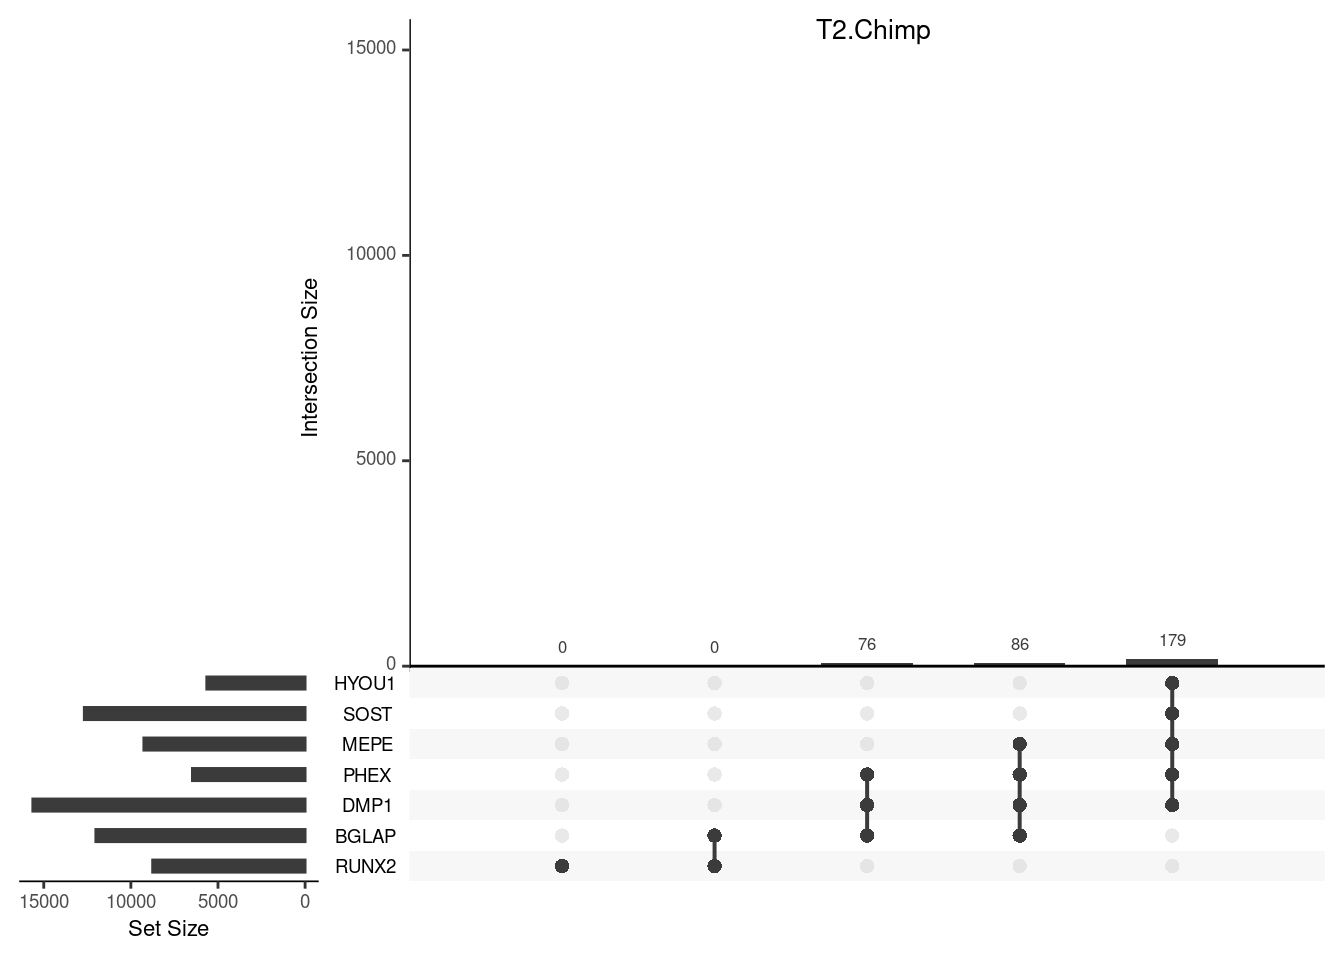 T2.Chimp
15000
10000
5000
0
Intersection Size
0
0
76
86
179
HYOU1
SOST
MEPE
PHEX
DMP1
BGLAP
RUNX2
15000 10000 5000 0
Set Size